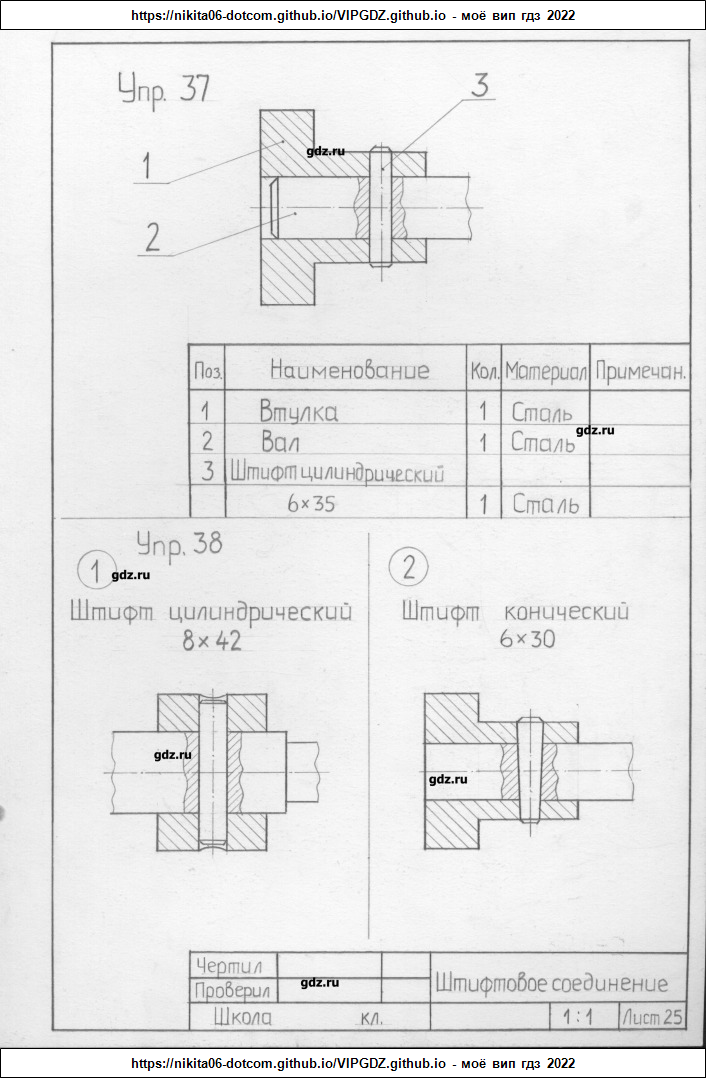 https://nikita06-dotcom.github.io/VIPGDZ.github.io - моё вип гдз 2022
Упр. 37
3
gdz.ru
1
2
Поз. Наименование Кол. Материал Примечан.
1 Втулка 1 Сталь
gdz.ru
2 Вал 1 Сталь
3 Штифт цилиндрический
6×35 1 Сталь
Упр. 38
1 gdz.ru
Штифт цилиндрический
8×42
2
Штифт конический
6×30
gdz.ru
gdz.ru
Чертил
Проверил gdz.ru
Штифтовое соединение
Школа кл. 1:1 Лист 25
https://nikita06-dotcom.github.io/VIPGDZ.github.io - моё вип гдз 2022